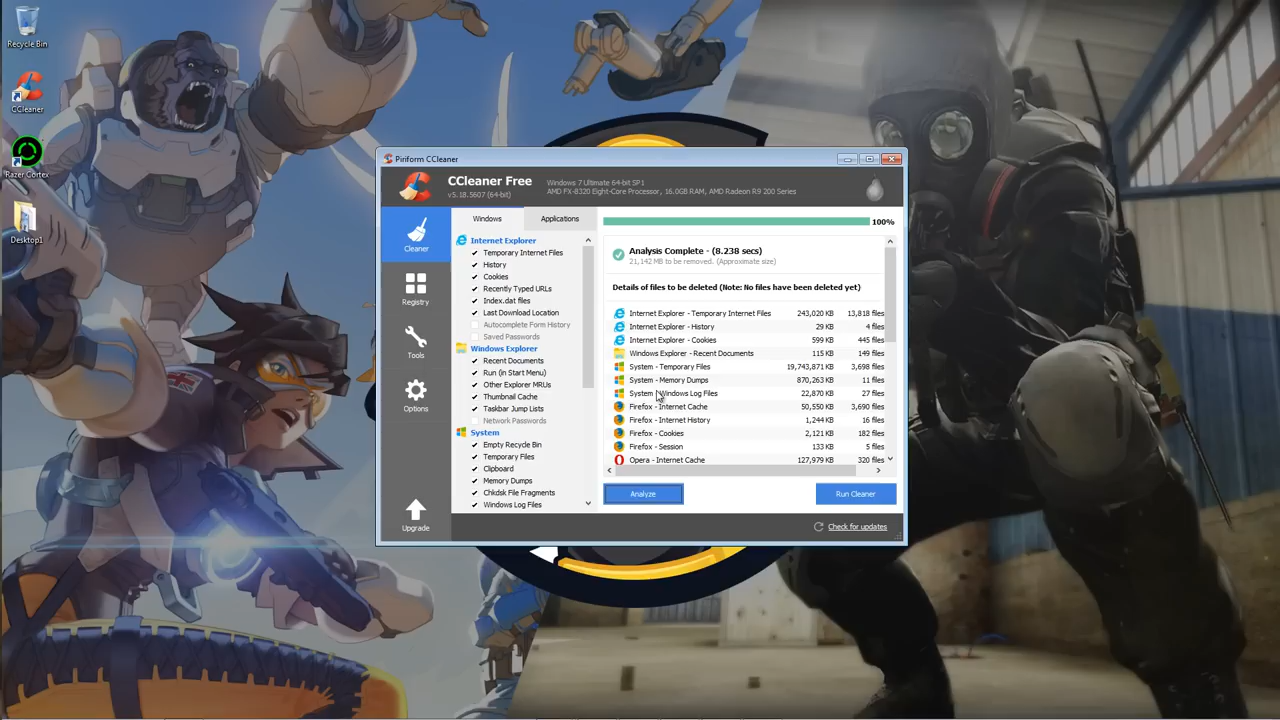 Recycle Bin
CCleaner
Razer Cortex
Desktop1
Piriform CCleaner
CCleaner Free
v5.18.5607 (64-bit)
Windows 7 Ultimate 64-bit SP1
AMD FX-8320 Eight-Core Processor, 16.0GB RAM, AMD Radeon R9 200 Series
Cleaner
Registry
Tools
Options
Upgrade
Windows
Applications
Internet Explorer
Temporary Internet Files
History
Cookies
Recently Typed URLs
Index.dat files
Last Download Location
Autocomplete Form History
Saved Passwords
Windows Explorer
Recent Documents
Run (in Start Menu)
Other Explorer MRUs
Thumbnail Cache
Taskbar Jump Lists
Network Passwords
System
Empty Recycle Bin
Temporary Files
Clipboard
Memory Dumps
Chkdsk File Fragments
Windows Log Files
100%
Analysis Complete - (8.238 secs)
21,142 MB to be removed. (Approximate size)
Details of files to be deleted (Note: No files have been deleted yet)
Internet Explorer - Temporary Internet Files 243,020 KB 13,818 files
Internet Explorer - History 29 KB 4 files
Internet Explorer - Cookies 599 KB 445 files
Windows Explorer - Recent Documents 115 KB 149 files
System - Temporary Files 19,743,871 KB 3,698 files
System - Memory Dumps 870,263 KB 11 files
System - Windows Log Files 22,870 KB 27 files
Firefox - Internet Cache 50,550 KB 3,690 files
Firefox - Internet History 1,244 KB 16 files
Firefox - Cookies 2,121 KB 182 files
Firefox - Session 133 KB 5 files
Opera - Internet Cache 127,979 KB 320 files
Analyze
Run Cleaner
Check for updates